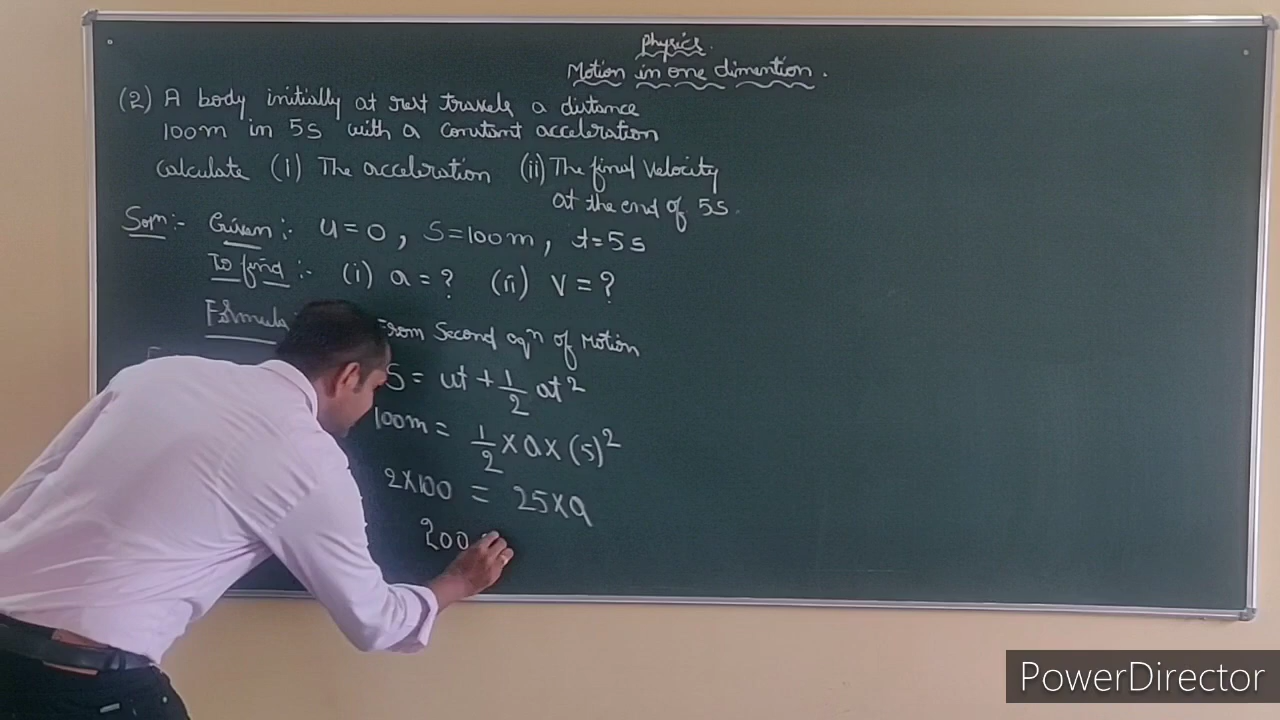 Physics.
Motion in one dimention.
(2) A body initially at rest travels a distance
100m in 5s with a constant acceleration
calculate (i) The acceleration (ii) The final Velocity
at the end of 5s.
Soln:- Given:- u=0, S=100m, t=5s
To find:- (i) a=? (ii) v=?
Formula From Second eqn of Motion
S = ut + 1/2 at²
100m = 1/2 × a × (5)²
2×100 = 25×a
200
PowerDirector